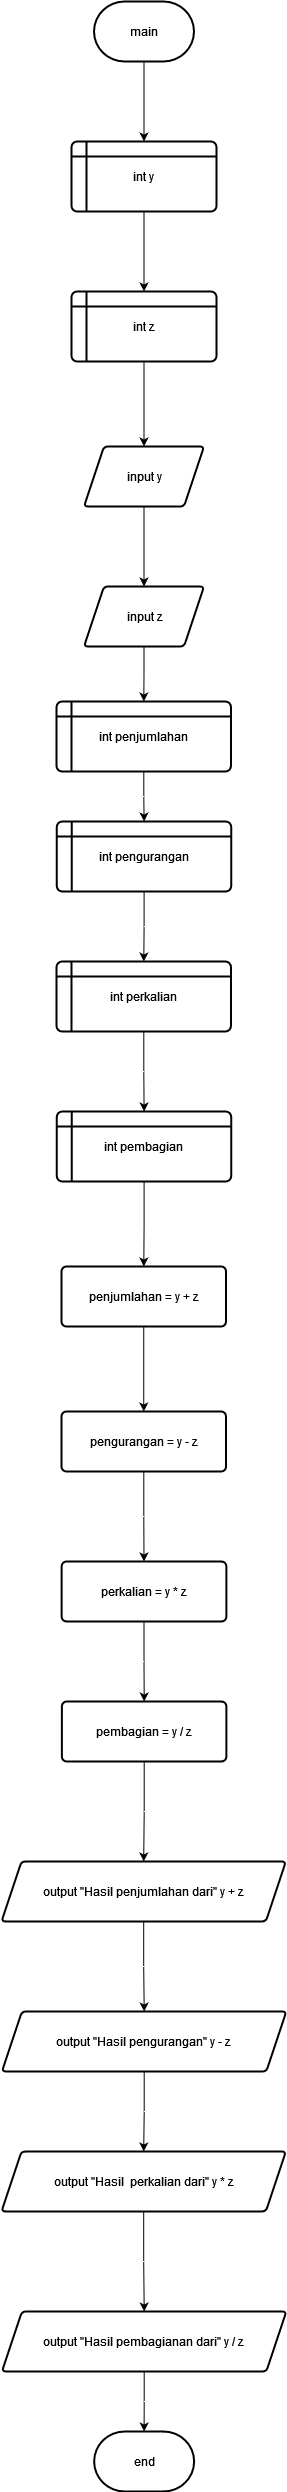 main
int y
int z
input y
input z
int penjumlahan
int pengurangan
int perkalian
int pembagian
penjumlahan = y + z
pengurangan = y - z
perkalian = y * z
pembagian = y / z
output "Hasil penjumlahan dari" y + z
output "Hasil pengurangan" y - z
output "Hasil  perkalian dari" y * z
output "Hasil pembagianan dari" y / z
end